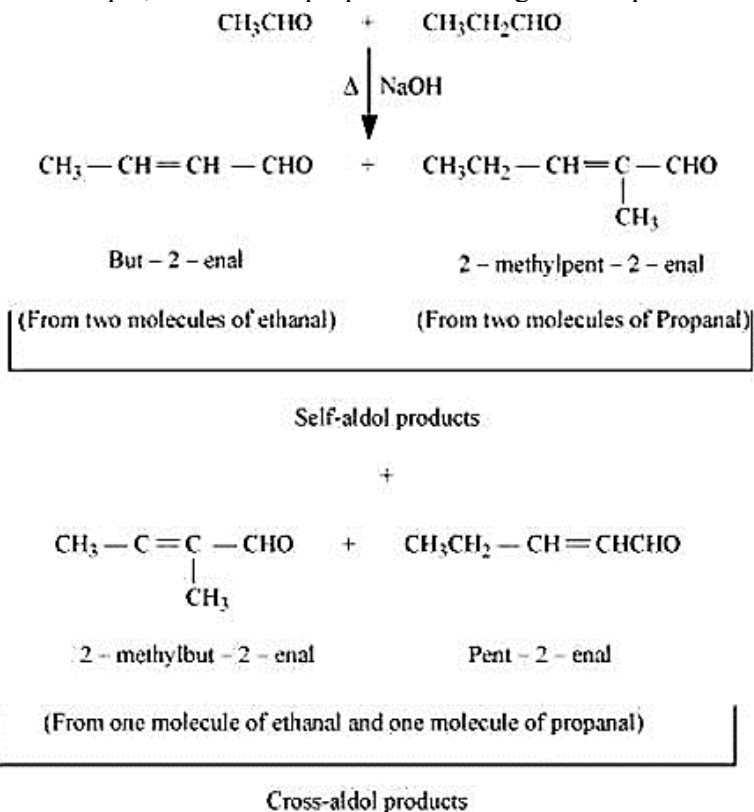 CH₃CHO + CH₃CH₂CHO
Δ NaOH
CH₃ — CH = CH — CHO + CH₃CH₂ — CH = C — CHO
CH₃
But – 2 – enal 2 – methylpent – 2 – enal
(From two molecules of ethanal) (From two molecules of Propanal)
Self-aldol products
+
CH₃ — C = C — CHO + CH₃CH₂ — CH = CHCHO
CH₃
2 – methylbut – 2 – enal Pent – 2 – enal
(From one molecule of ethanal and one molecule of propanal)
Cross-aldol products